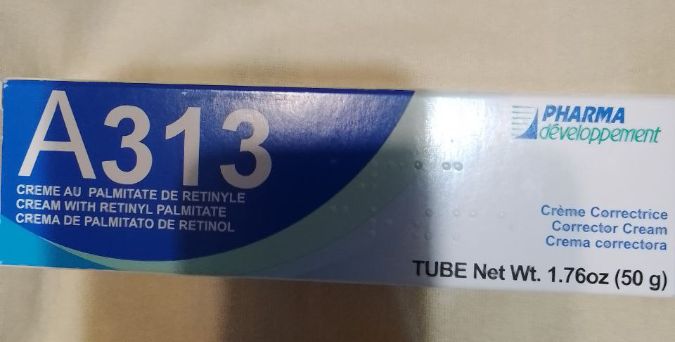 A313
CREME AU PALMITATE DE RETINYLE
CREAM WITH RETINYL PALMITATE
CREMA DE PALMITATO DE RETINOL
PHARMA
développement
Crème Correctrice
Corrector Cream
Crema correctora
TUBE Net Wt. 1.76oz (50 g)